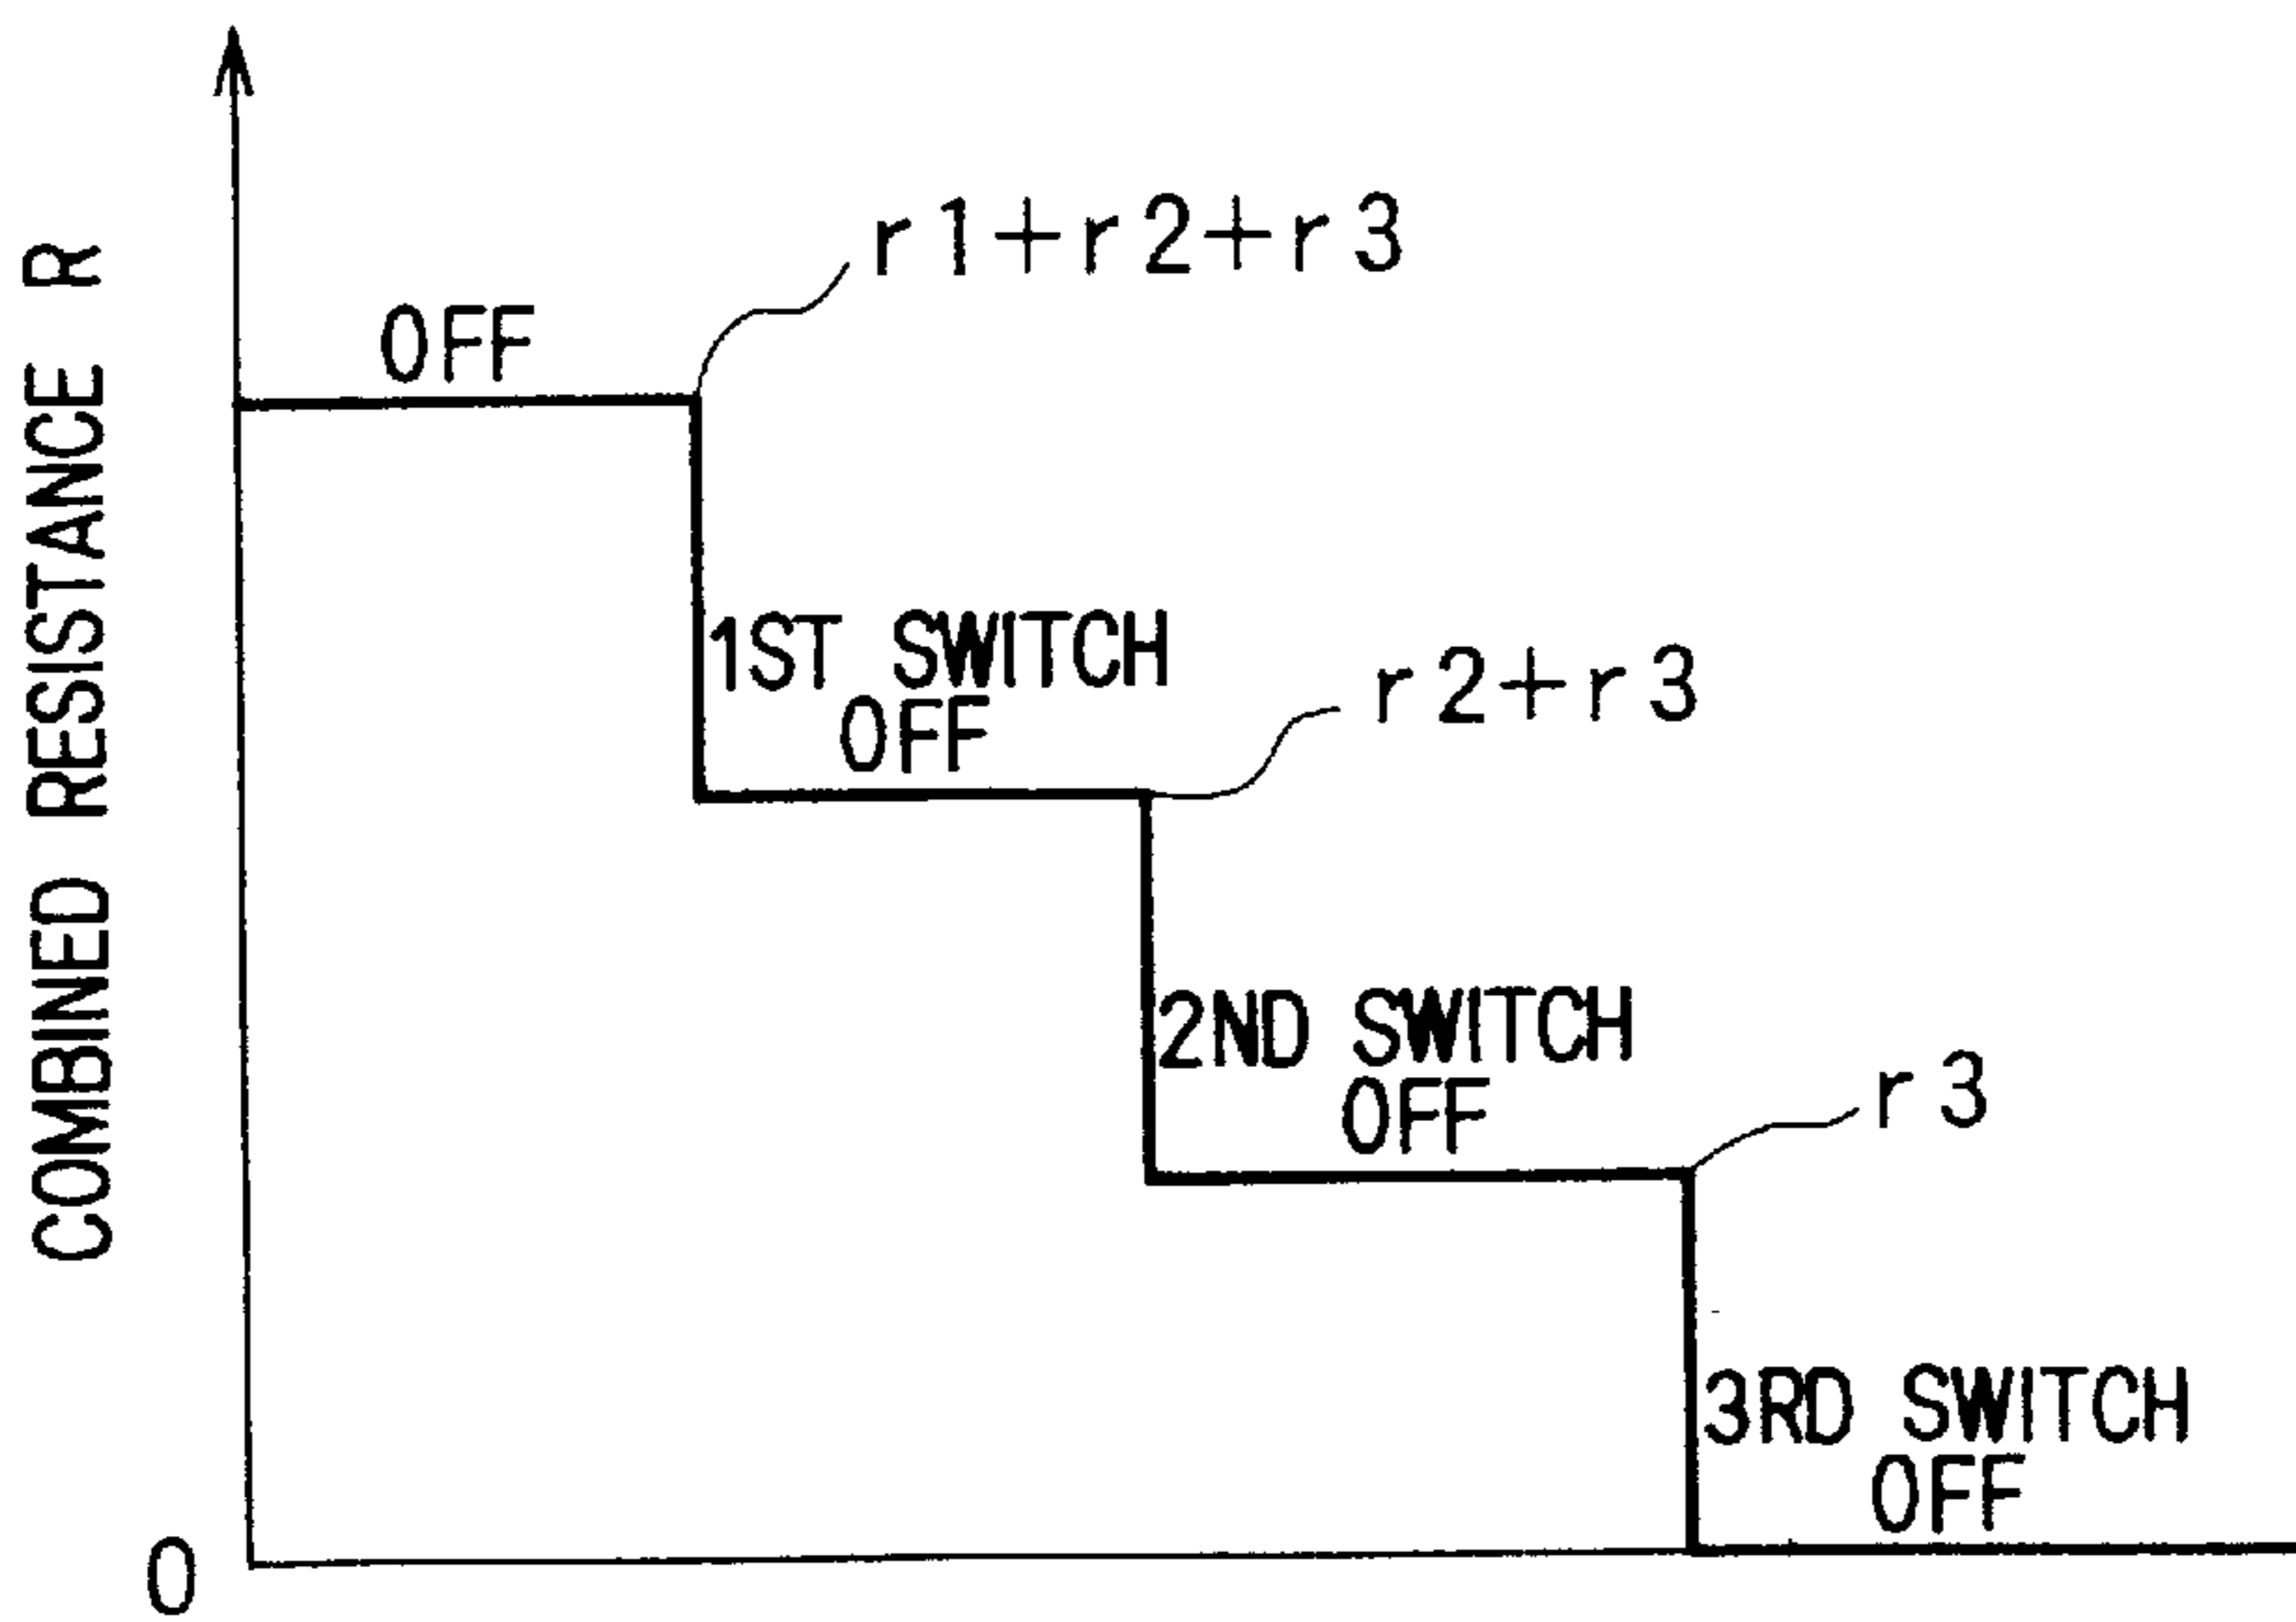 COMBINED RESISTANCE R
r1+r2+r3
OFF
1ST SWITCH
OFF
r2+r3
2ND SWITCH
OFF
r3
3RD SWITCH
OFF
0